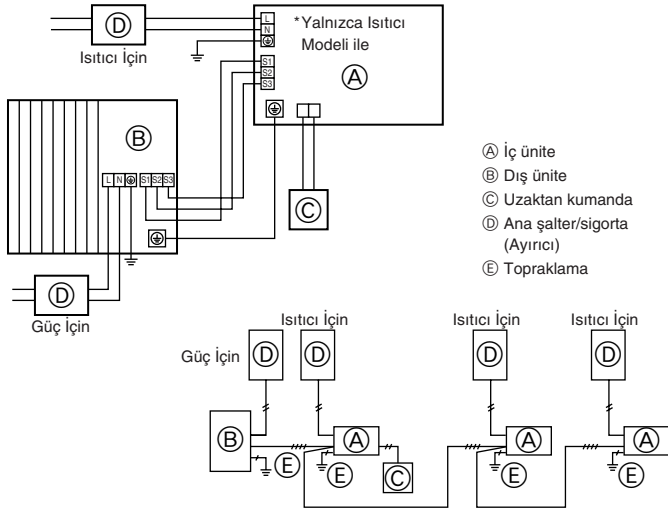 Ⓓ
Isıtıcı İçin
L
N
*Yalnızca Isıtıcı
Modeli ile
S1
S2
S3
Ⓐ
Ⓑ
L N S1 S2 S3
Ⓒ
Ⓓ
Güç İçin
Ⓐ İç ünite
Ⓑ Dış ünite
Ⓒ Uzaktan kumanda
Ⓓ Ana şalter/sigorta
(Ayırıcı)
Ⓔ Topraklama
Isıtıcı İçin Isıtıcı İçin Isıtıcı İçin
Güç İçin Ⓓ Ⓓ Ⓓ Ⓓ
Ⓑ Ⓐ Ⓐ Ⓐ
Ⓔ Ⓔ Ⓒ Ⓔ Ⓔ